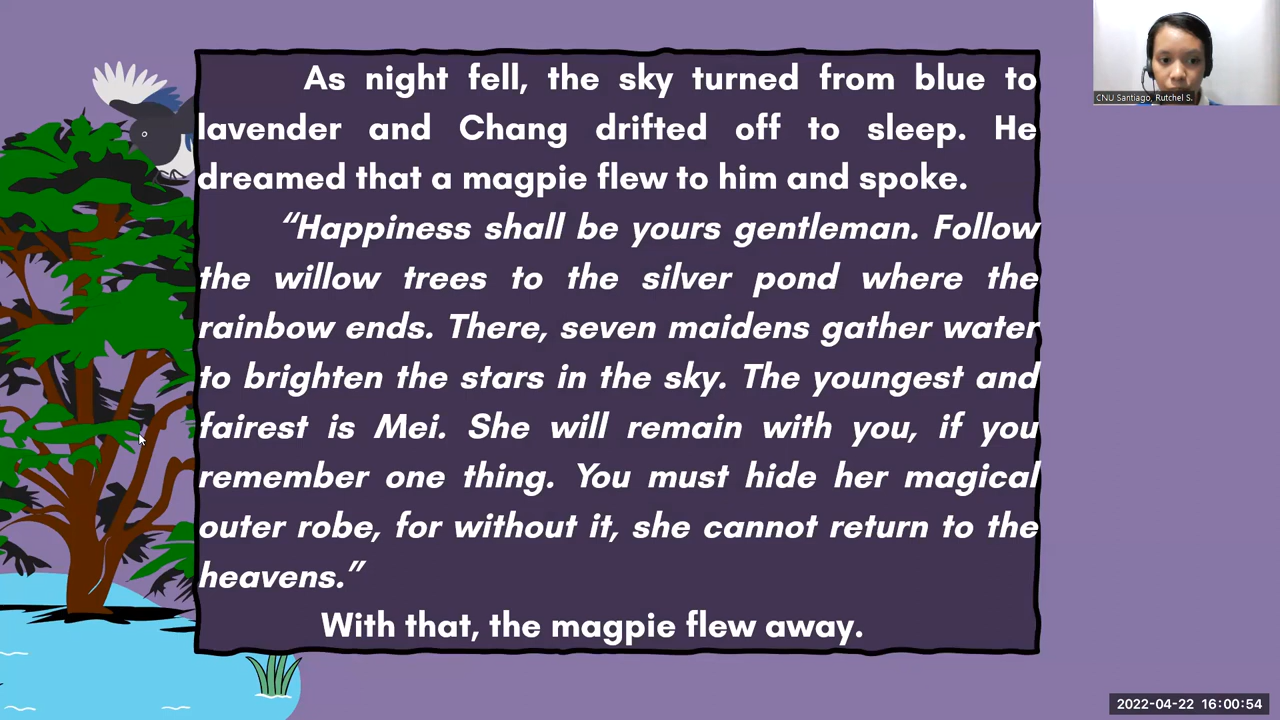 As night fell, the sky turned from blue to
lavender and Chang drifted off to sleep. He
dreamed that a magpie flew to him and spoke.
“Happiness shall be yours gentleman. Follow
the willow trees to the silver pond where the
rainbow ends. There, seven maidens gather water
to brighten the stars in the sky. The youngest and
fairest is Mei. She will remain with you, if you
remember one thing. You must hide her magical
outer robe, for without it, she cannot return to the
heavens.”
With that, the magpie flew away.
CNU Santiago, Rutchel S.
2022-04-22 16:00:54